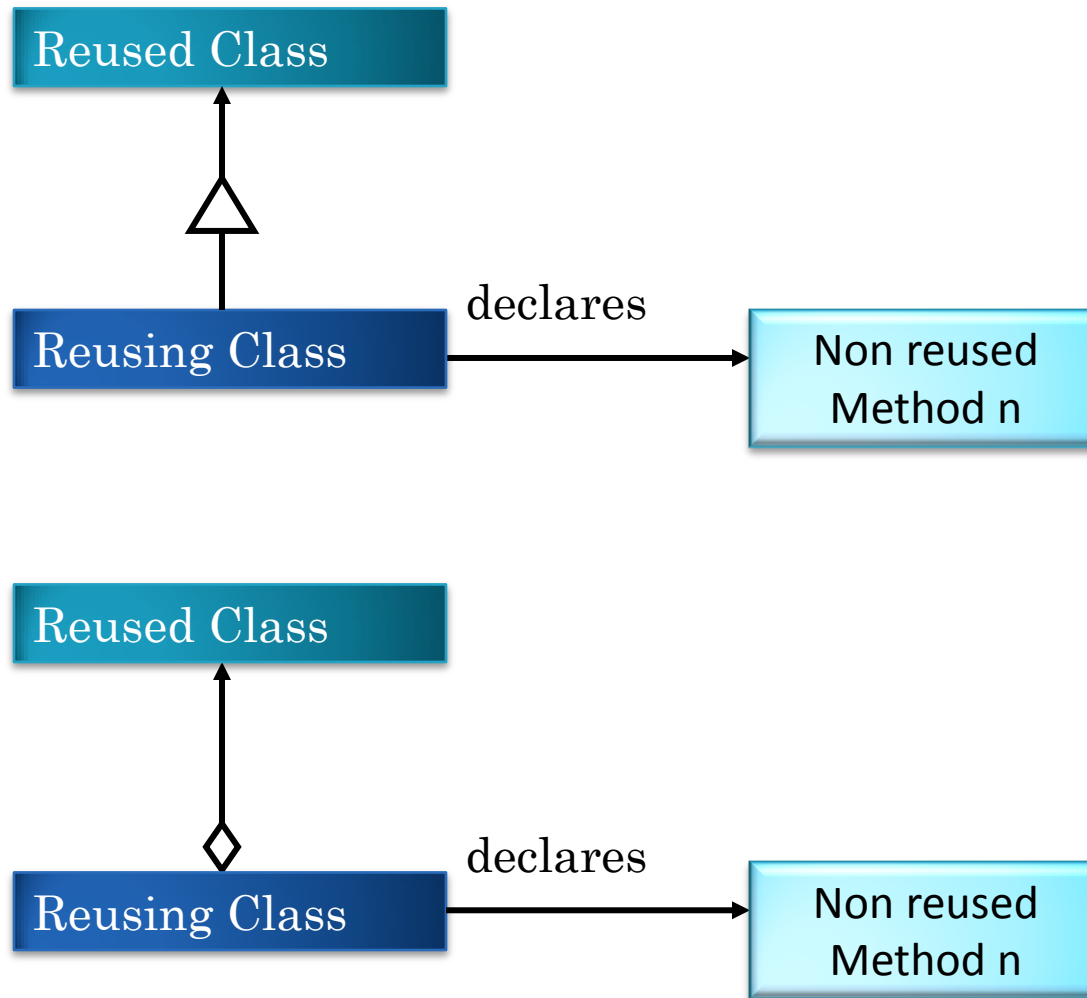 Reused Class
declares
Reusing Class
Non reused
Method n
Reused Class
declares
Reusing Class
Non reused
Method n